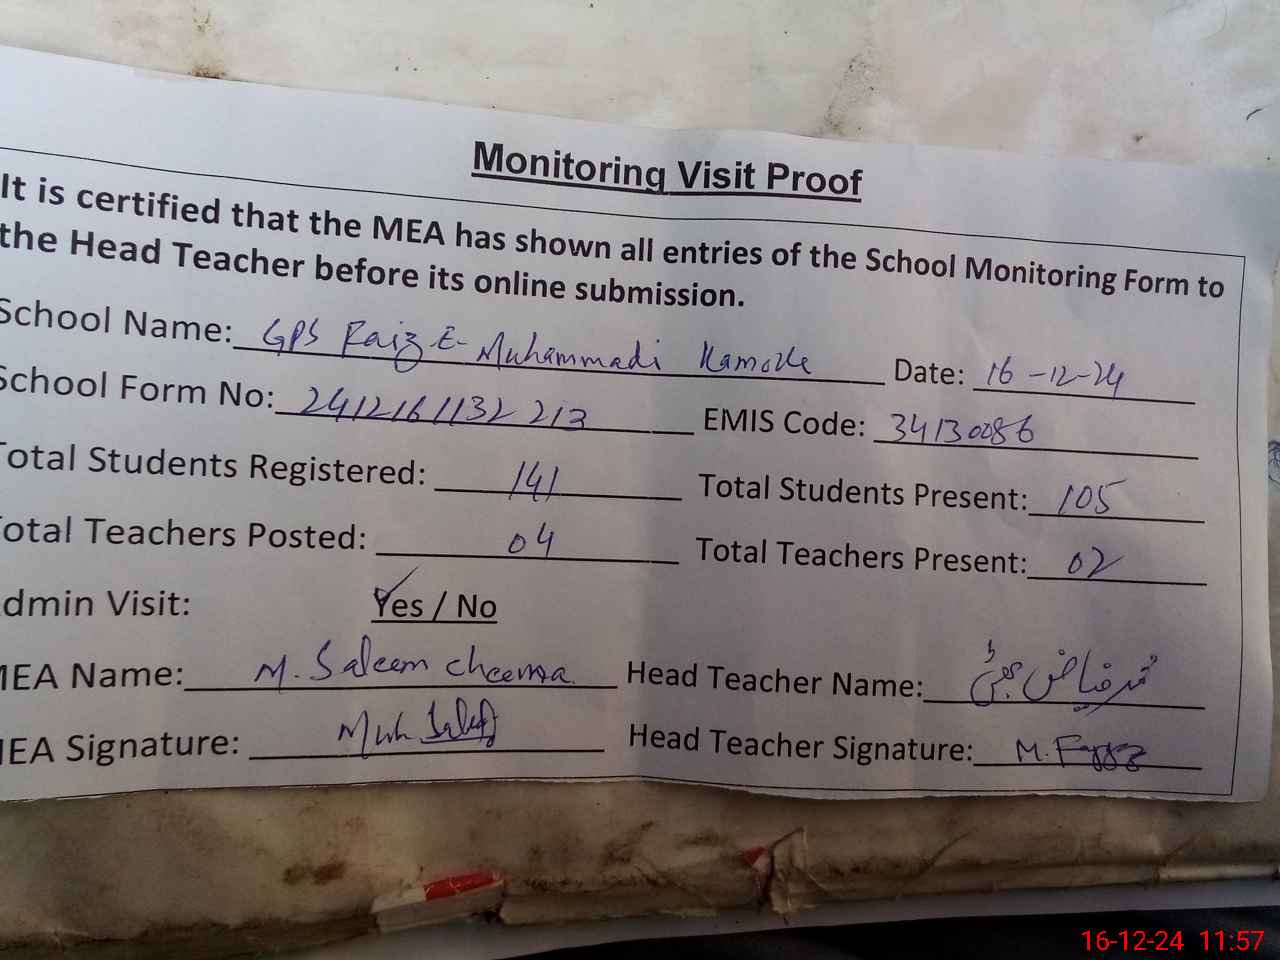 Monitoring Visit Proof
It is certified that the MEA has shown all entries of the School Monitoring Form to
the Head Teacher before its online submission.
School Name: GPS Faiz-E-Muhammadi Kamoke Date: 16-12-24
School Form No: 2412161132213 EMIS Code: 34130086
Total Students Registered: 141 Total Students Present: 105
Total Teachers Posted: 04 Total Teachers Present: 02
dmin Visit: Yes / No
MEA Name: M. Saleem cheema Head Teacher Name:
MEA Signature: Head Teacher Signature: M.
16-12-24 11:57